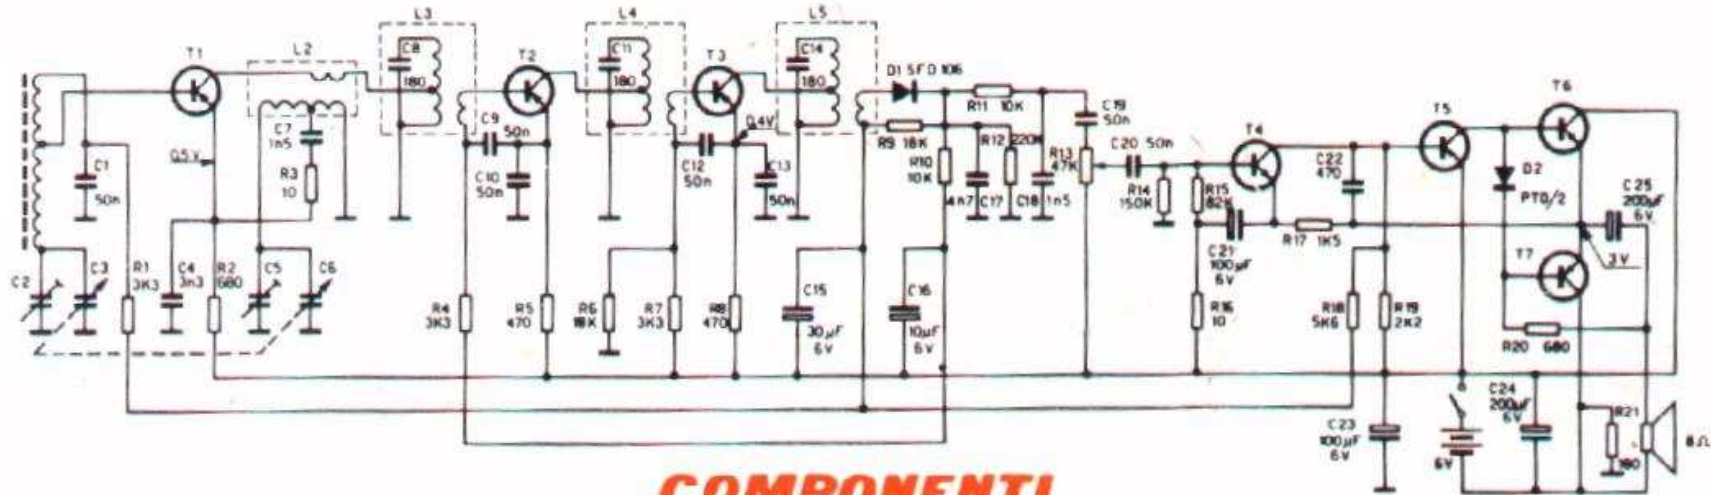 L3
L4
L5
T1
L2
C8
180
T2
C11
180
T3
C14
180
D1 SFD 106
R11 10K
C19
50n
T4
T5
T6
C7
1n5
R3
10
C9
50n
C10
50n
0.4V
C12
50n
C13
50n
R9 18K
R10
10K
R12 220K
R13
47K
C20 50n
R14
150K
R15
82K
C22
470
D2
PTO/2
C25
200µF
6V
C1
50n
0.5V
4n7
C17
C18
1n5
C21
100µF
6V
R17 1K5
T7
3V
C2
C3
R1
3K3
C4
3n3
R2
680
C5
C6
R4
3K3
R5
470
R6
18K
R7
3K3
R8
470
C15
30µF
6V
C16
10µF
6V
R16
10
R18
5K6
R19
2K2
R20 680
C23
100µF
6V
6V
C24
200µF
6V
R21
180
8Ω
COMPONENTI